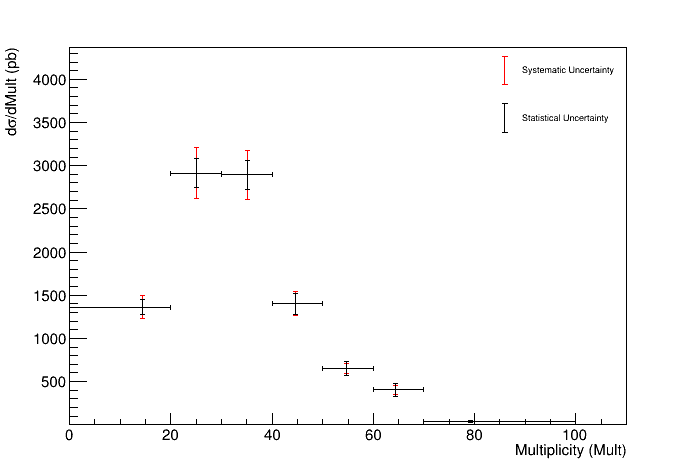 dσ/dMult (pb)
Systematic Uncertainty
Statistical Uncertainty
4000
3500
3000
2500
2000
1500
1000
500
0 20 40 60 80 100
Multiplicity (Mult)